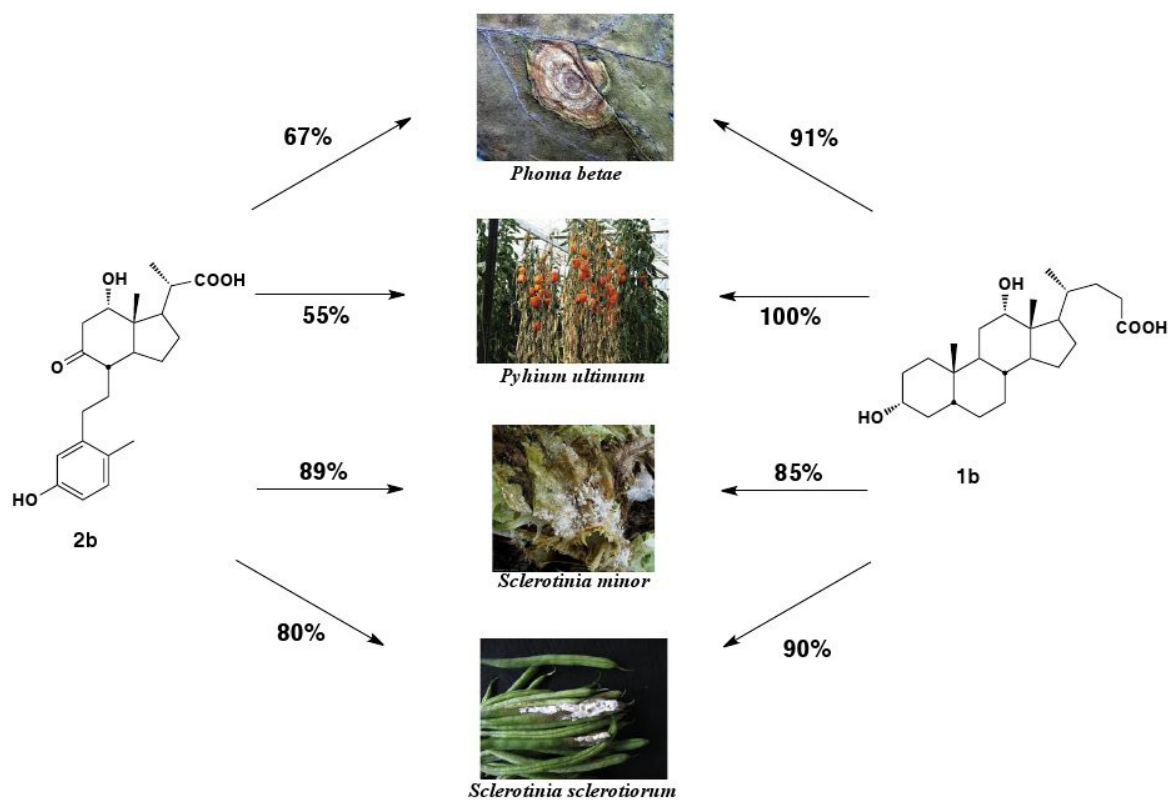 67%
91%
Phoma betae
OH
COOH
O
HO
2b
55%
100%
Pyhium ultimum
OH
COOH
HO
1b
89%
85%
Sclerotinia minor
80%
90%
Sclerotinia sclerotiorum